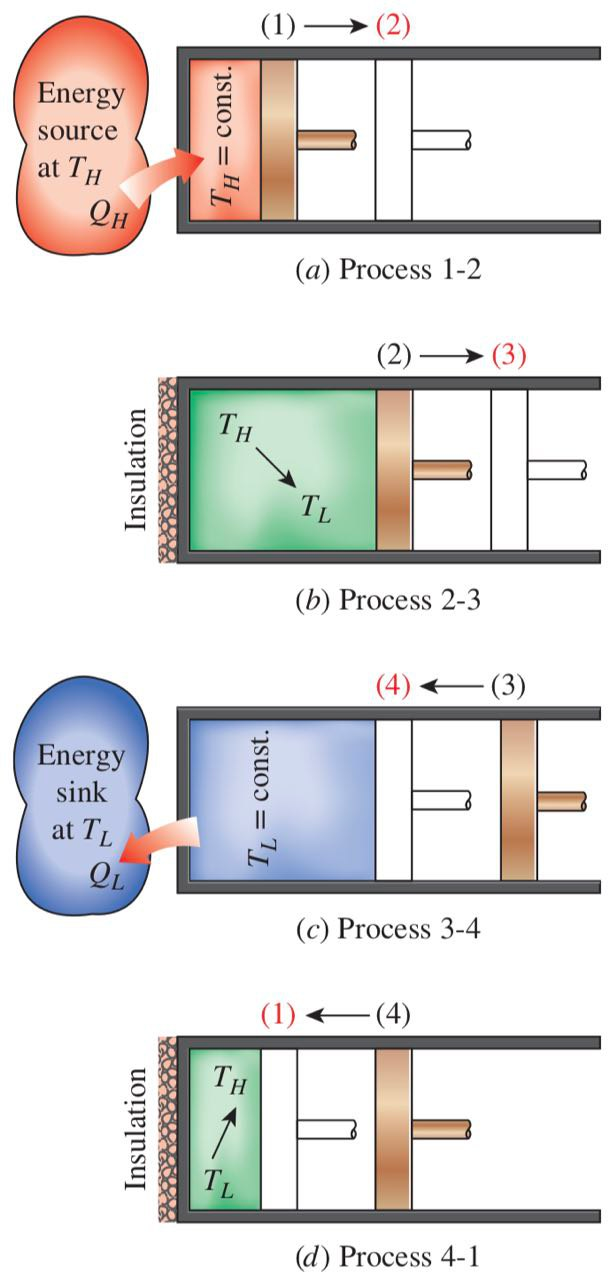 (1) → (2)
Energy
source
at T_H
Q_H
T_H = const.
(a) Process 1-2
(2) → (3)
Insulation
T_H
T_L
(b) Process 2-3
(4) ← (3)
Energy
sink
at T_L
Q_L
T_L = const.
(c) Process 3-4
(1) ← (4)
Insulation
T_H
T_L
(d) Process 4-1